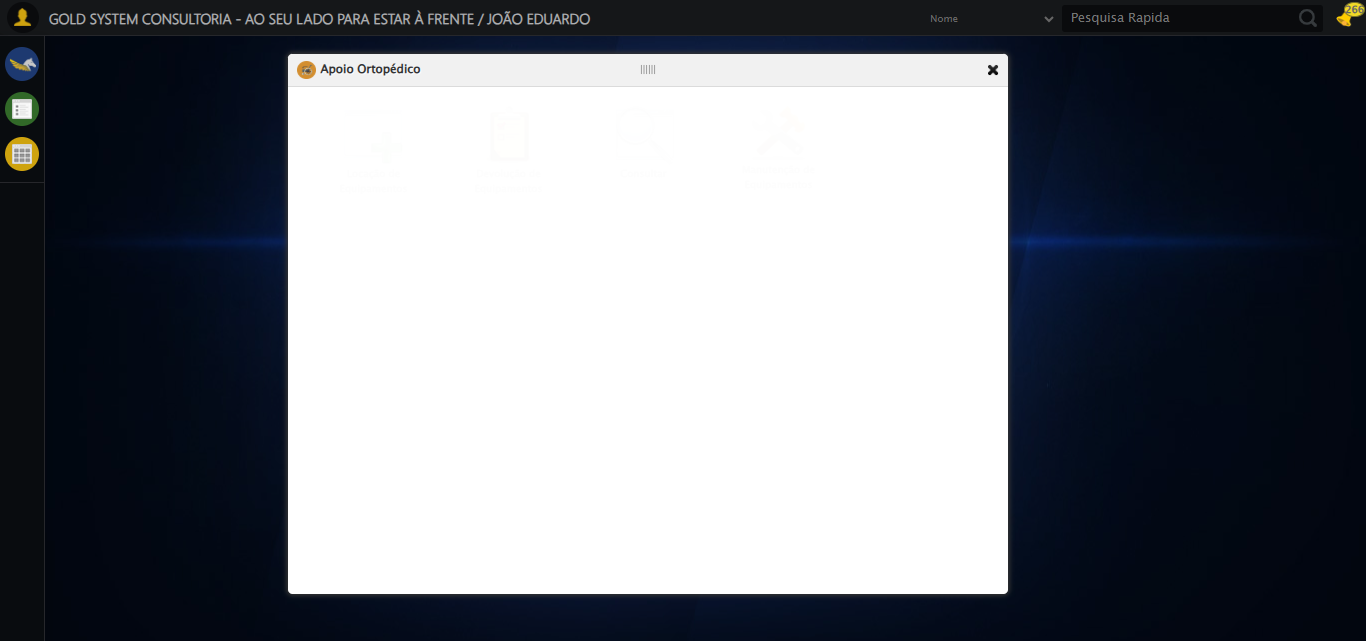 GOLD SYSTEM CONSULTORIA - AO SEU LADO PARA ESTAR À FRENTE / JOÃO EDUARDO
Nome
Pesquisa Rapida
266
Apoio Ortopédico